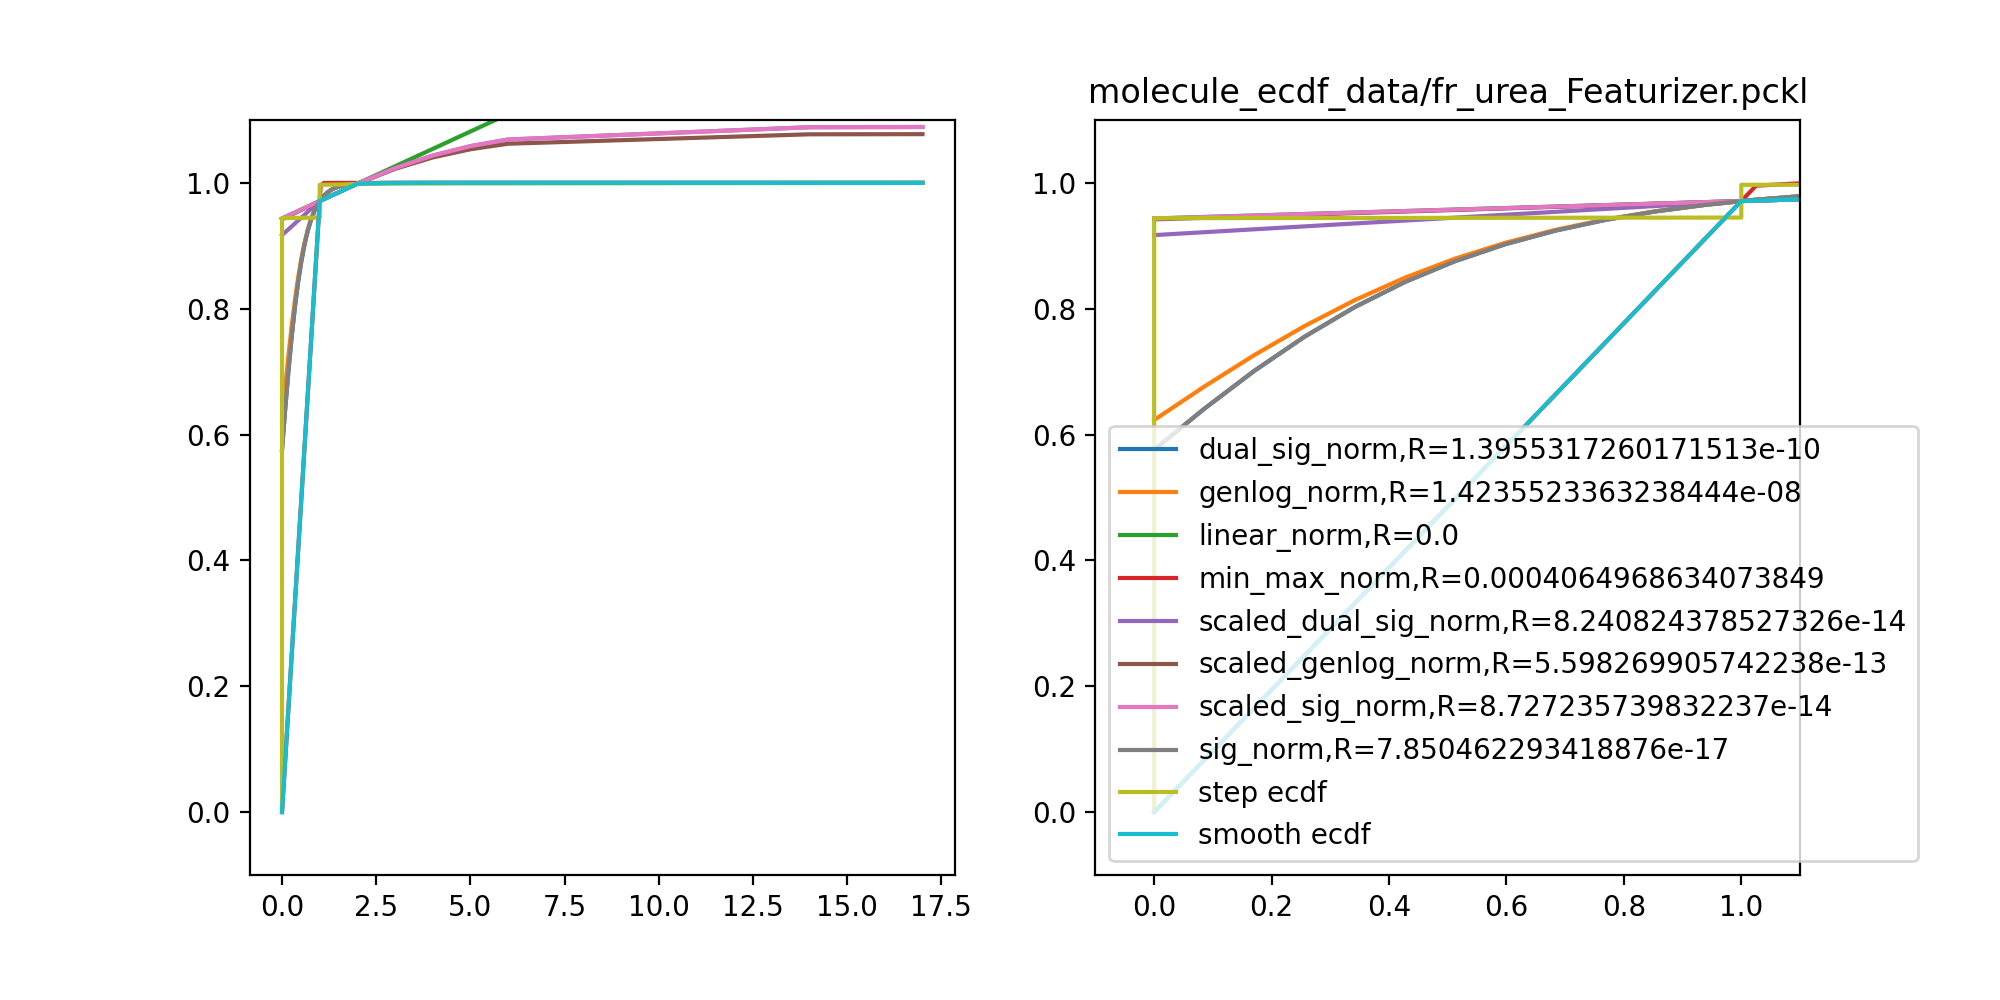 molecule_ecdf_data/fr_urea_Featurizer.pckl
1.0
0.8
0.6
0.4
0.2
0.0
0.0 2.5 5.0 7.5 10.0 12.5 15.0 17.5
1.0
0.8
0.6
0.4
0.2
0.0
0.0 0.2 0.4 0.6 0.8 1.0
dual_sig_norm,R=1.3955317260171513e-10
genlog_norm,R=1.4235523363238444e-08
linear_norm,R=0.0
min_max_norm,R=0.0004064968634073849
scaled_dual_sig_norm,R=8.240824378527326e-14
scaled_genlog_norm,R=5.598269905742238e-13
scaled_sig_norm,R=8.727235739832237e-14
sig_norm,R=7.850462293418876e-17
step ecdf
smooth ecdf